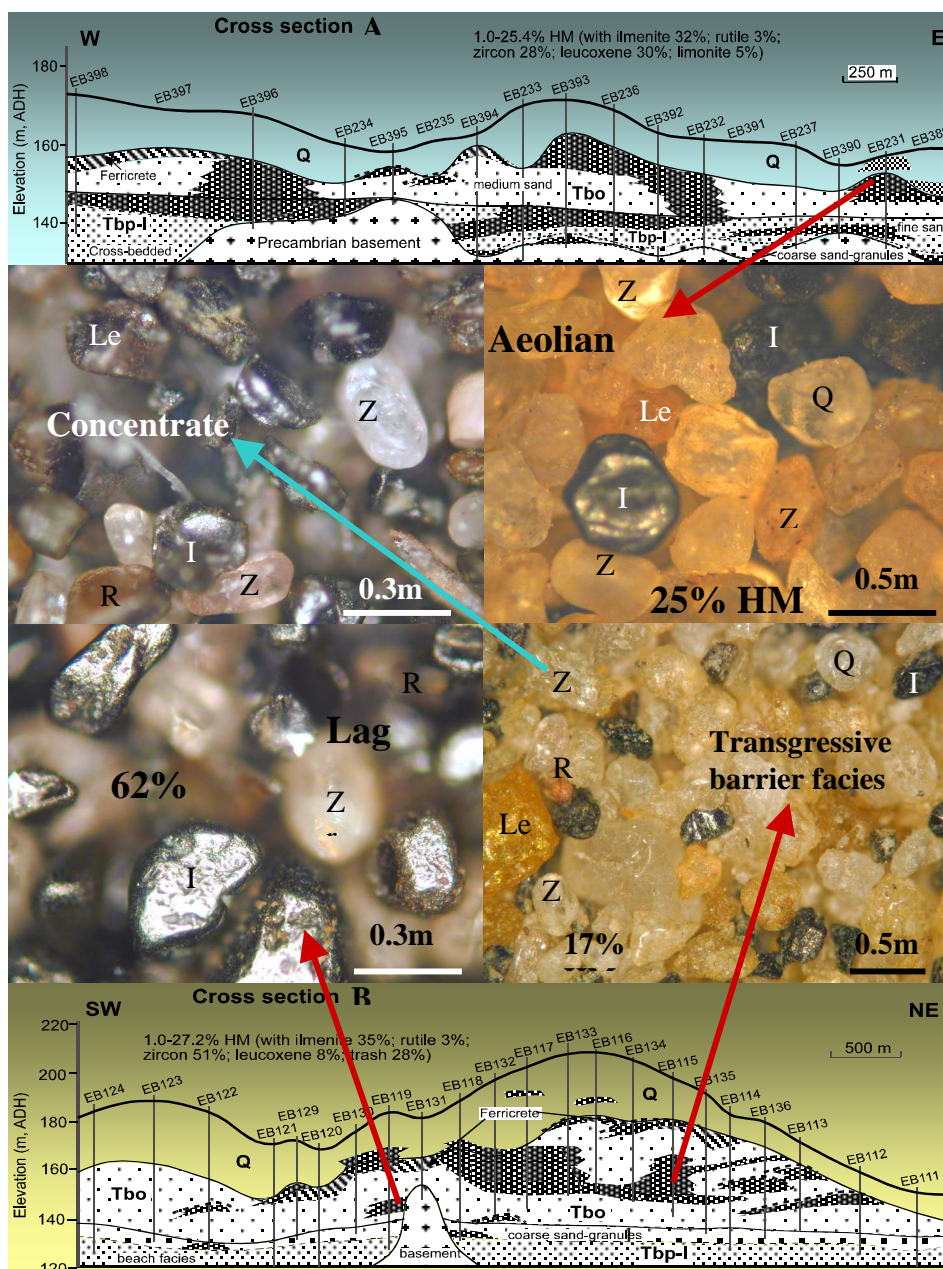 Cross section A
W
E
1.0-25.4% HM (with ilmenite 32%; rutile 3%;
zircon 28%; leucoxene 30%; limonite 5%)
250 m
Elevation (m, ADH)
180
160
140
EB398
EB397
EB396
EB234
EB395
EB235
EB394
EB233
EB393
EB236
EB392
EB232
EB391
EB237
EB390
EB231
Q
Q
Ferricrete
medium sand
Tbo
Tbp-I
Tbp-I
Cross-bedded
Precambrian basement
coarse sand-granules
fine san
Le
Z
Concentrate
I
Z
R
0.3m
Z
I
Aeolian
Q
Le
I
Z
Z
25% HM
0.5m
R
Lag
62%
Z
I
0.3m
Q
Z
I
Transgressive
barrier facies
R
Le
Z
17%
0.5m
Cross section B
SW
NE
1.0-27.2% HM (with ilmenite 35%; rutile 3%;
zircon 51%; leucoxene 8%; trash 28%)
500 m
Elevation (m, ADH)
220
200
180
160
140
120
EB124
EB123
EB122
EB121
EB129
EB120
EB130
EB119
EB131
EB118
EB132
EB117
EB133
EB116
EB134
EB115
EB135
EB114
EB136
EB113
EB112
EB111
Q
Q
Ferricrete
Tbo
Tbo
coarse sand-granules
beach facies
basement
Tbp-I